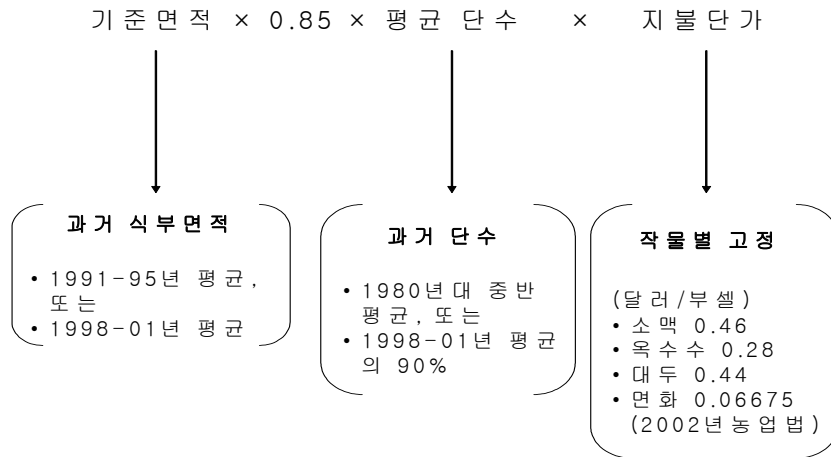 기준면적 × 0.85 × 평균 단수 × 지불단가
과거 식부면적
• 1991-95년 평균,
또는
• 1998-01년 평균
과거 단수
• 1980년대 중반
평균, 또는
• 1998-01년 평균
의 90%
작물별 고정
(달러/부셸)
• 소맥 0.46
• 옥수수 0.28
• 대두 0.44
• 면화 0.06675
(2002년농업법)